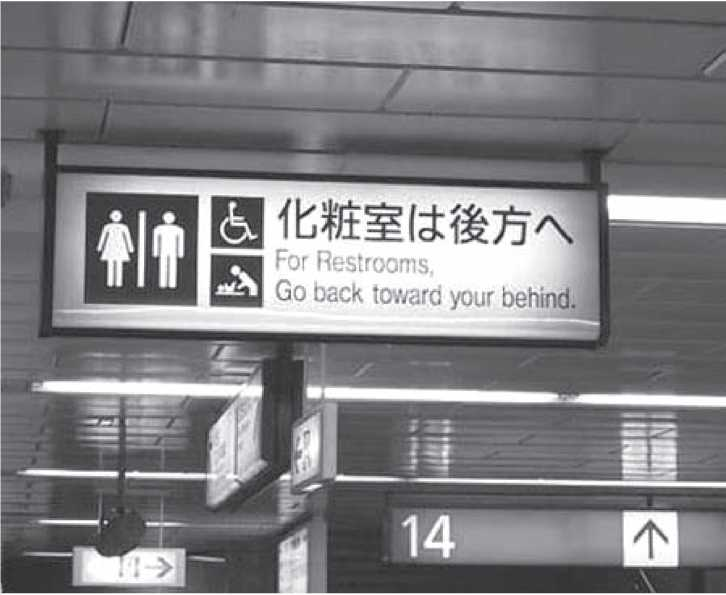 化粧室は後方へ
For Restrooms,
Go back toward your behind.
14